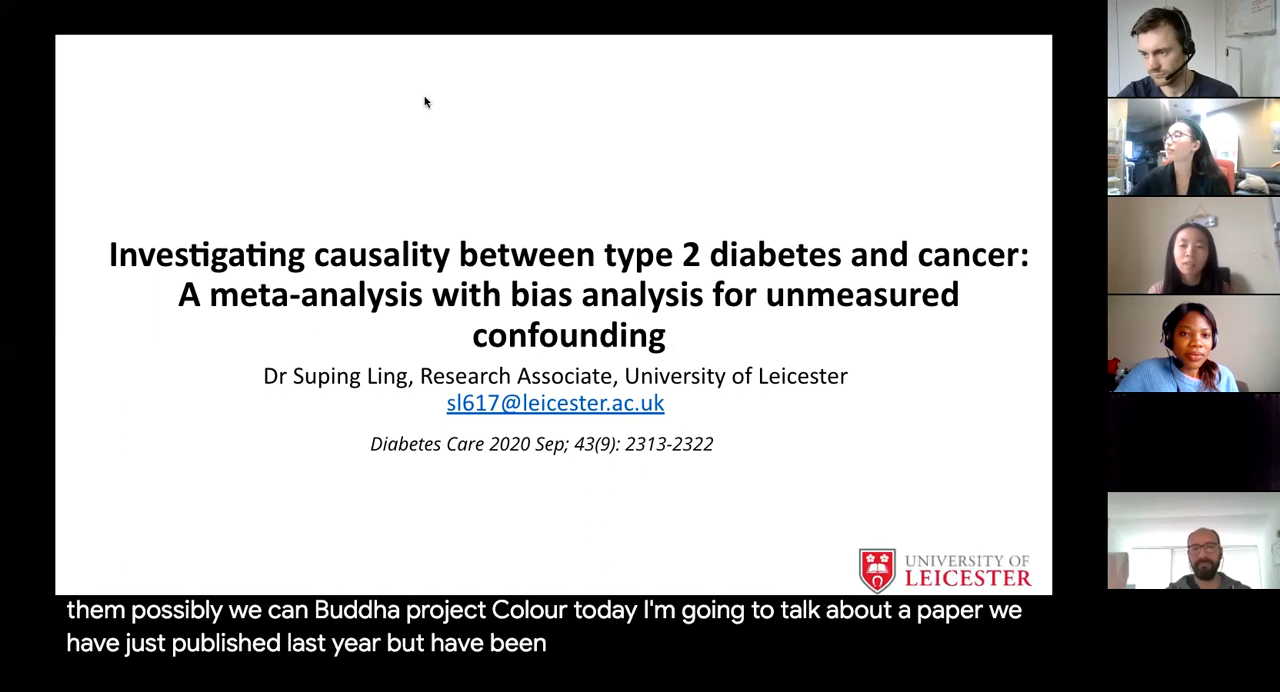 Investigating causality between type 2 diabetes and cancer:
A meta-analysis with bias analysis for unmeasured
confounding
Dr Suping Ling, Research Associate, University of Leicester
sl617@leicester.ac.uk
Diabetes Care 2020 Sep; 43(9): 2313-2322
UNIVERSITY OF
LEICESTER
them possibly we can Buddha project Colour today I'm going to talk about a paper we
have just published last year but have been